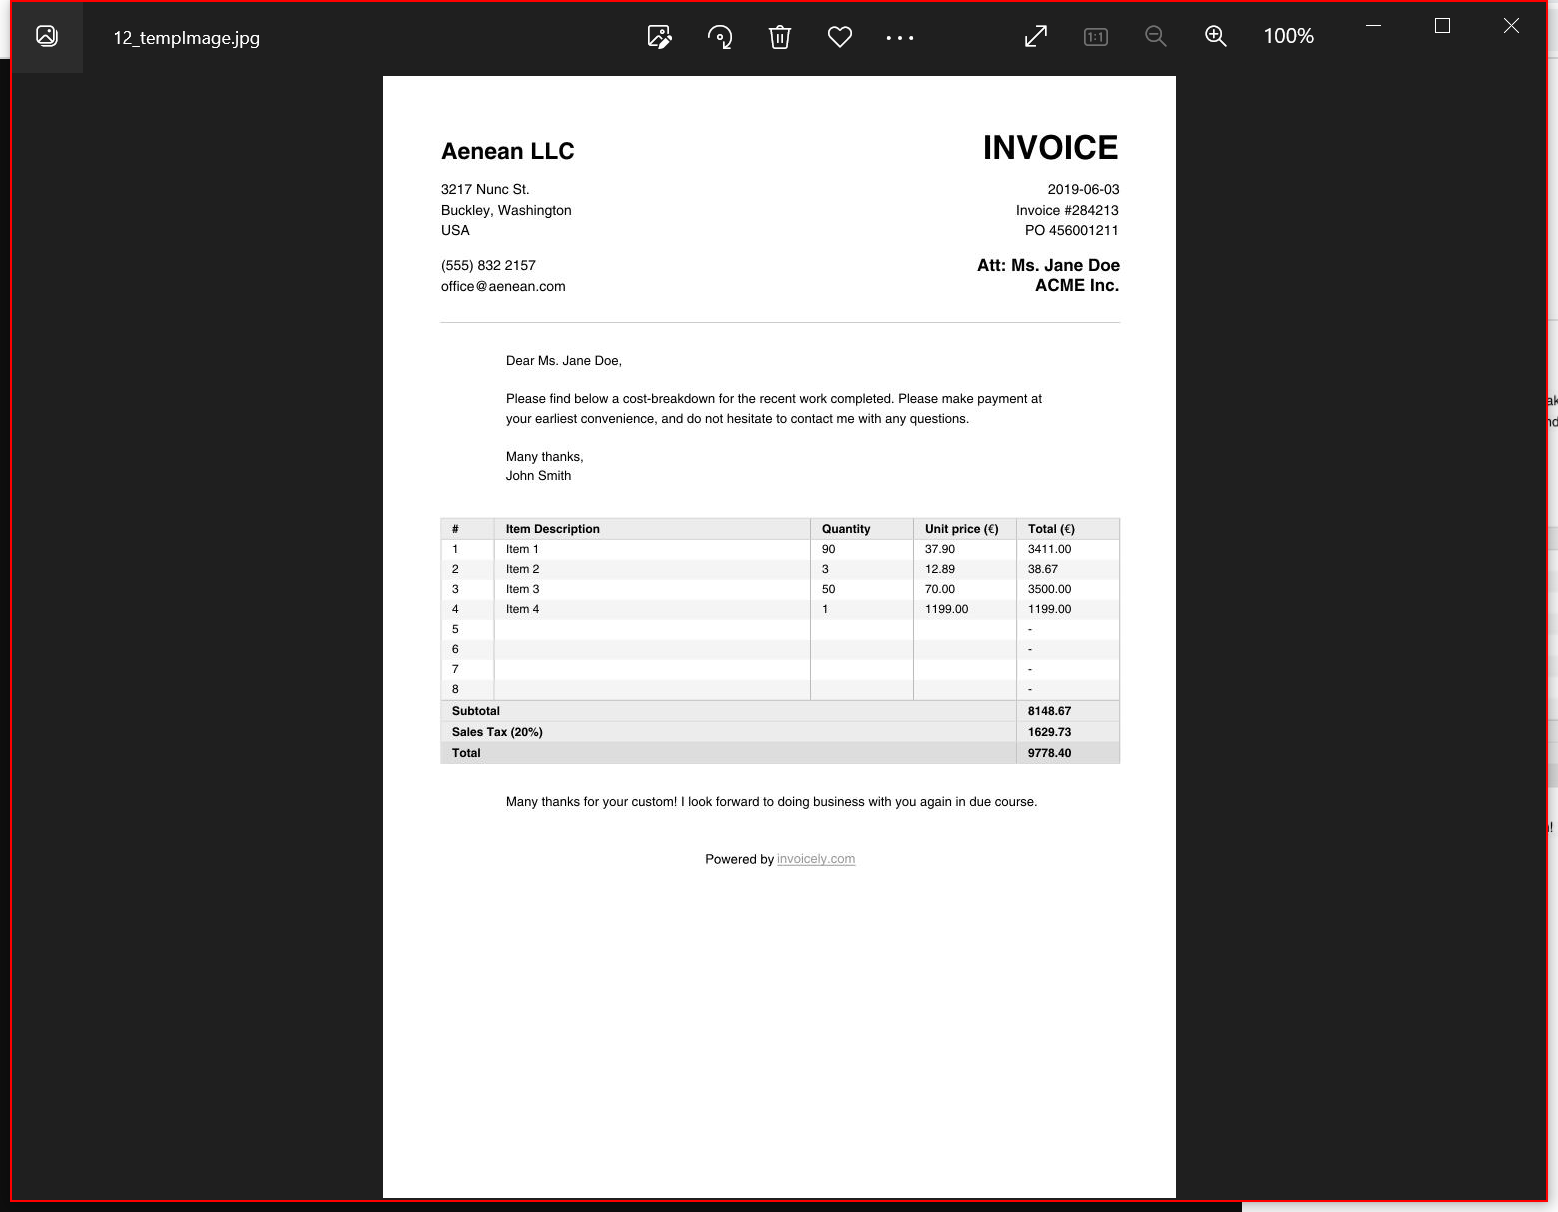 12_tempImage.jpg
1:1
100%
Aenean LLC
INVOICE
3217 Nunc St.
2019-06-03
Buckley, Washington
Invoice #284213
USA
PO 456001211
(555) 832 2157
Att: Ms. Jane Doe
office@aenean.com
ACME Inc.
Dear Ms. Jane Doe,
Please find below a cost-breakdown for the recent work completed. Please make payment at
your earliest convenience, and do not hesitate to contact me with any questions.
Many thanks,
John Smith
# Item Description Quantity Unit price (€) Total (€)
1 Item 1 90 37.90 3411.00
2 Item 2 3 12.89 38.67
3 Item 3 50 70.00 3500.00
4 Item 4 1 1199.00 1199.00
5 -
6 -
7 -
8 -
Subtotal 8148.67
Sales Tax (20%) 1629.73
Total 9778.40
Many thanks for your custom! I look forward to doing business with you again in due course.
Powered by invoicely.com